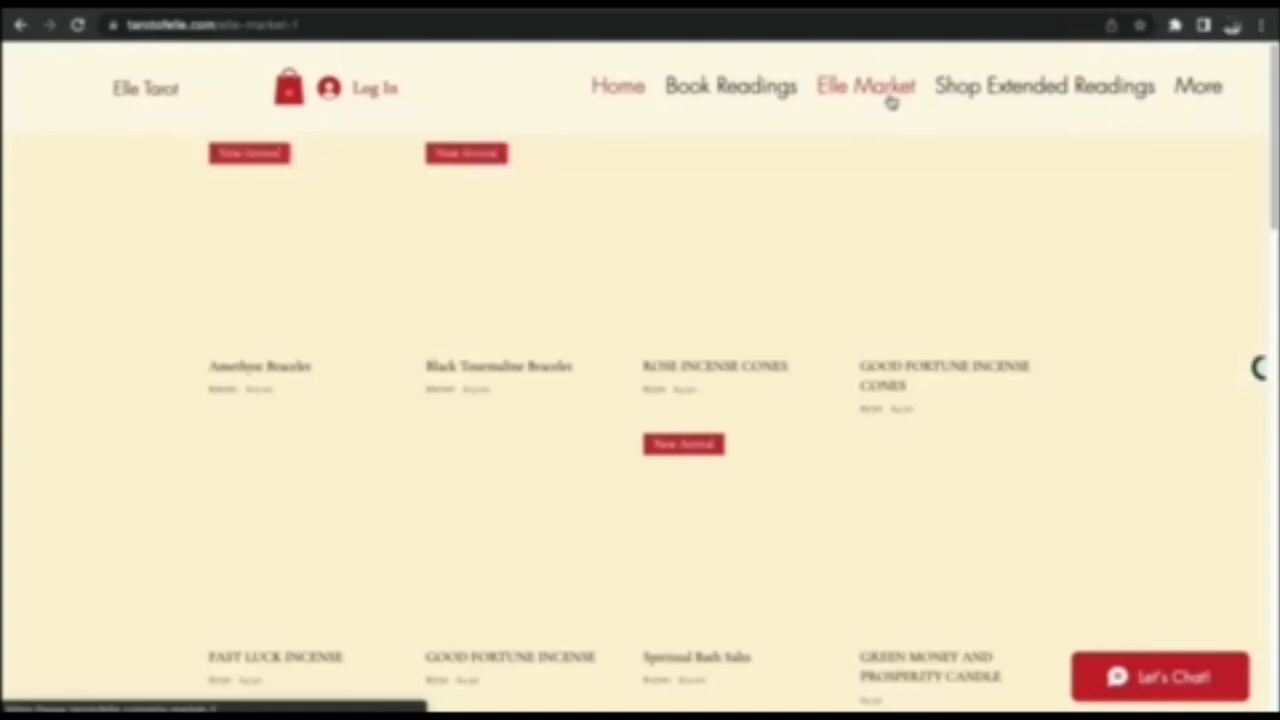 tarotofelle.com/elle-market-1
Elle Tarot
Log In
Home Book Readings Elle Market Shop Extended Readings More
New Arrival New Arrival
Amethyst Bracelet Black Tourmaline Bracelet ROSE INCENSE CONES GOOD FORTUNE INCENSE
CONES
New Arrival
FAST LUCK INCENSE GOOD FORTUNE INCENSE Spiritual Bath Salts GREEN MONEY AND
PROSPERITY CANDLE
Let's Chat!